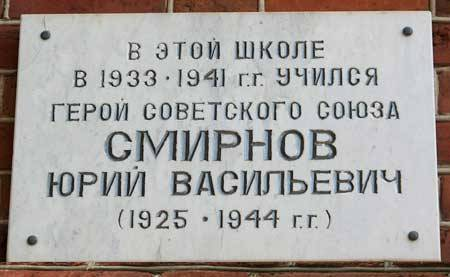 В ЭТОЙ ШКОЛЕ
В 1933·1941 г.г. УЧИЛСЯ
ГЕРОЙ СОВЕТСКОГО СОЮЗА
СМИРНОВ
ЮРИЙ ВАСИЛЬЕВИЧ
(1925·1944 г.г.)